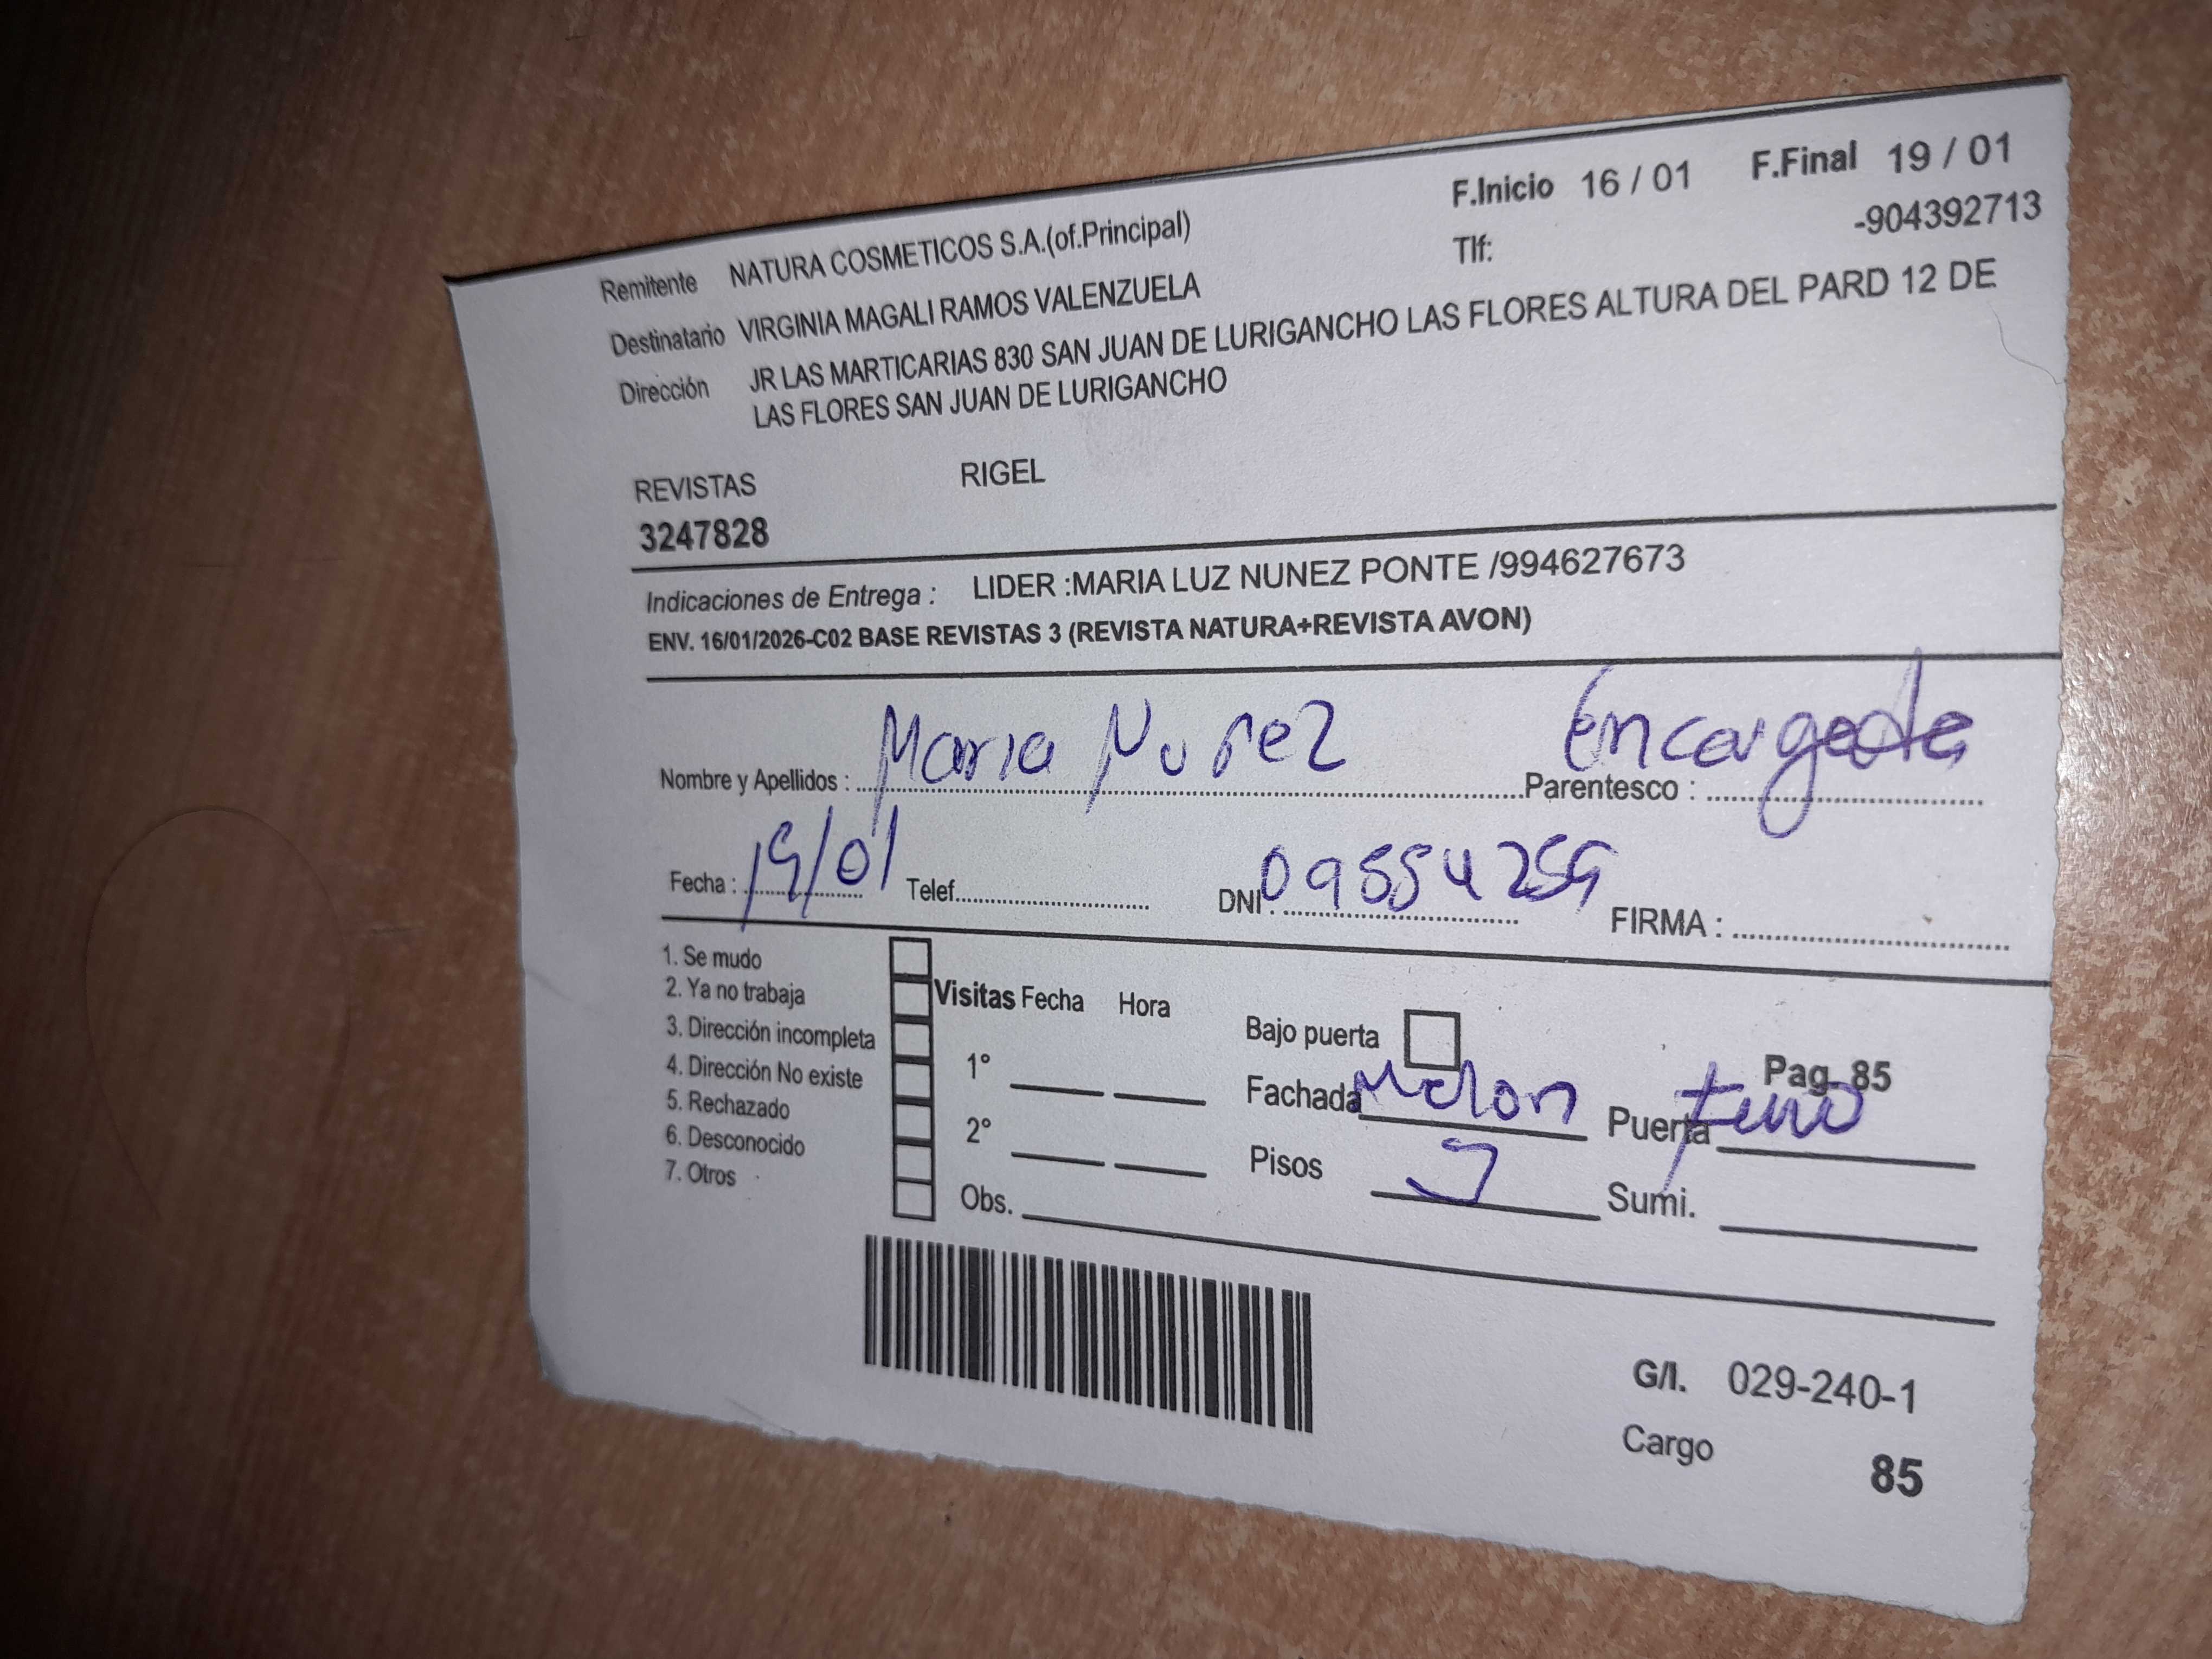 F.Inicio 16 / 01 F.Final 19 / 01
Remitente NATURA COSMETICOS S.A.(of.Principal) Tlf: -904392713
Destinatario VIRGINIA MAGALI RAMOS VALENZUELA
Dirección JR LAS MARTICARIAS 830 SAN JUAN DE LURIGANCHO LAS FLORES ALTURA DEL PARD 12 DE
LAS FLORES SAN JUAN DE LURIGANCHO
REVISTAS RIGEL
3247828
Indicaciones de Entrega : LIDER :MARIA LUZ NUNEZ PONTE /994627673
ENV. 16/01/2026-C02 BASE REVISTAS 3 (REVISTA NATURA+REVISTA AVON)
Nombre y Apellidos : Maria Nuñez Parentesco : Encargada
Fecha : 19/01 Telef. DNI : FIRMA :
1. Se mudo
2. Ya no trabaja Visitas Fecha Hora
3. Dirección incompleta Bajo puerta
4. Dirección No existe 1° Fachada Melon Pag. 85
5. Rechazado Puerta
6. Desconocido 2° Pisos
7. Otros Obs. Sumi.
G/I. 029-240-1
Cargo 85